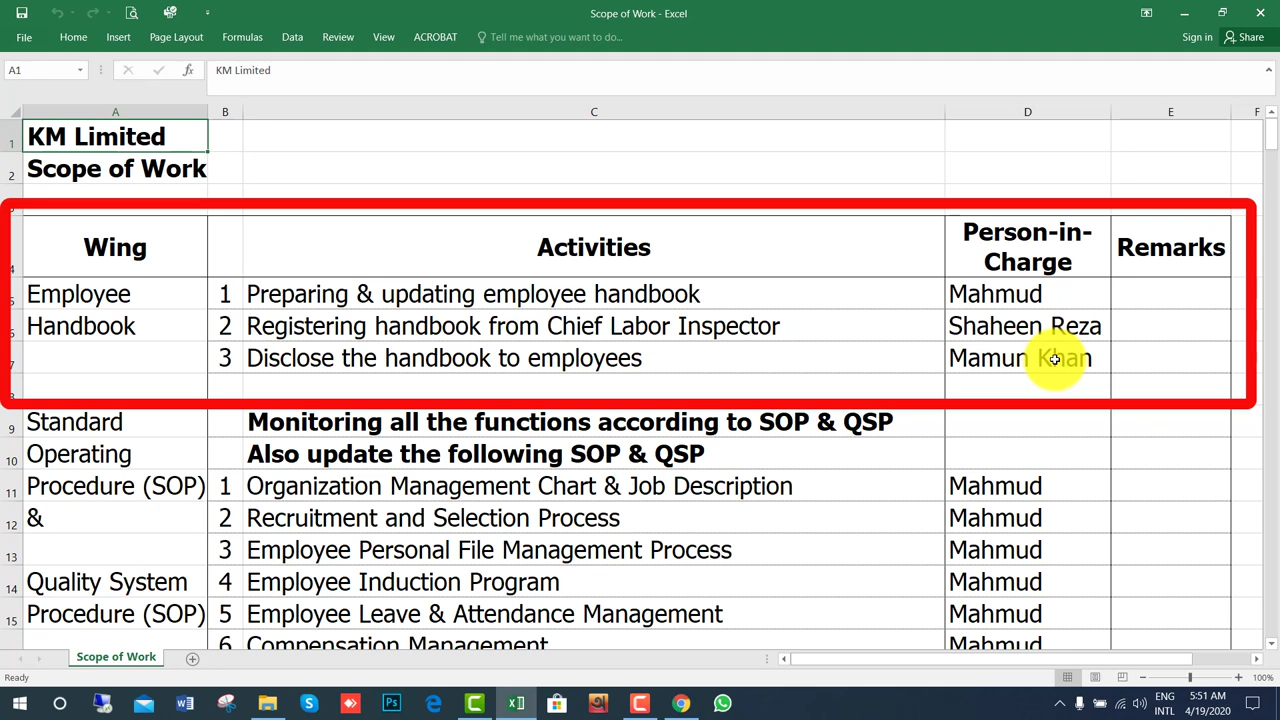 Scope of Work - Excel
File Home Insert Page Layout Formulas Data Review View ACROBAT Tell me what you want to do... Sign in Share
A1 fx KM Limited
A B C D E F
1 KM Limited
2 Scope of Work
4 Wing Activities Person-in-Charge Remarks
Employee 1 Preparing & updating employee handbook Mahmud
Handbook 2 Registering handbook from Chief Labor Inspector Shaheen Reza
3 Disclose the handbook to employees Mamun Khan
9 Standard Monitoring all the functions according to SOP & QSP
10 Operating Also update the following SOP & QSP
11 Procedure (SOP) 1 Organization Management Chart & Job Description Mahmud
12 & 2 Recruitment and Selection Process Mahmud
13 3 Employee Personal File Management Process Mahmud
14 Quality System 4 Employee Induction Program Mahmud
15 Procedure (SOP) 5 Employee Leave & Attendance Management Mahmud
6 Compensation Management Mahmud
Scope of Work
Ready 100%
ENG 5:51 AM
INTL 4/19/2020